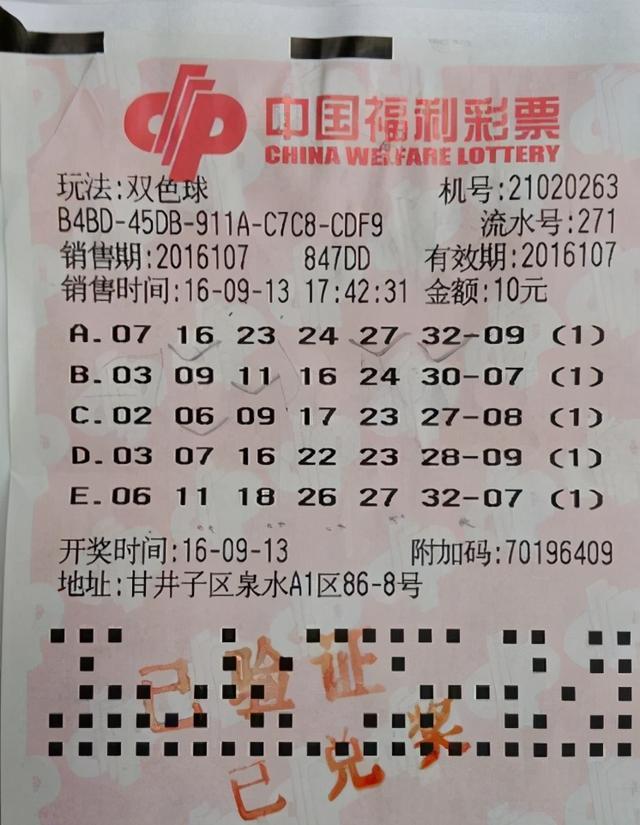 中国福利彩票
CHINA WELFARE LOTTERY
玩法:双色球 机号:21020263
B4BD-45DB-911A-C7C8-CDF9 流水号:271
销售期:2016107 847DD 有效期:2016107
销售时间:16-09-13 17:42:31 金额:10元
A.07 16 23 24 27 32-09 (1)
B.03 09 11 16 24 30-07 (1)
C.02 06 09 17 23 27-08 (1)
D.03 07 16 22 23 28-09 (1)
E.06 11 18 26 27 32-07 (1)
开奖时间:16-09-13 附加码:70196409
地址:甘井子区泉水A1区86-8号
已验证
已兑奖